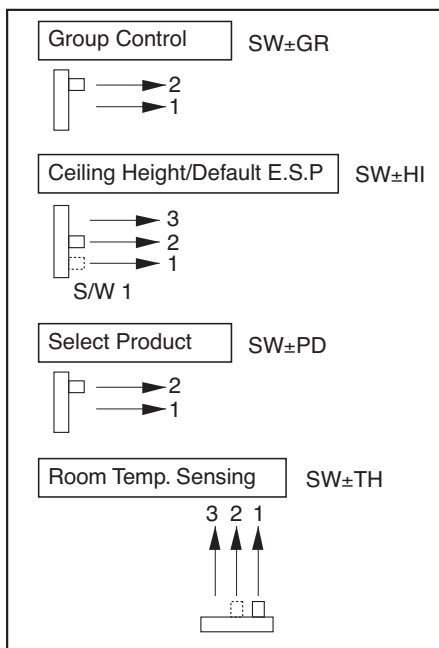 Group Control SW±GR
2
1
Ceiling Height/Default E.S.P SW±HI
3
2
1
S/W 1
Select Product SW±PD
2
1
Room Temp. Sensing SW±TH
3 2 1